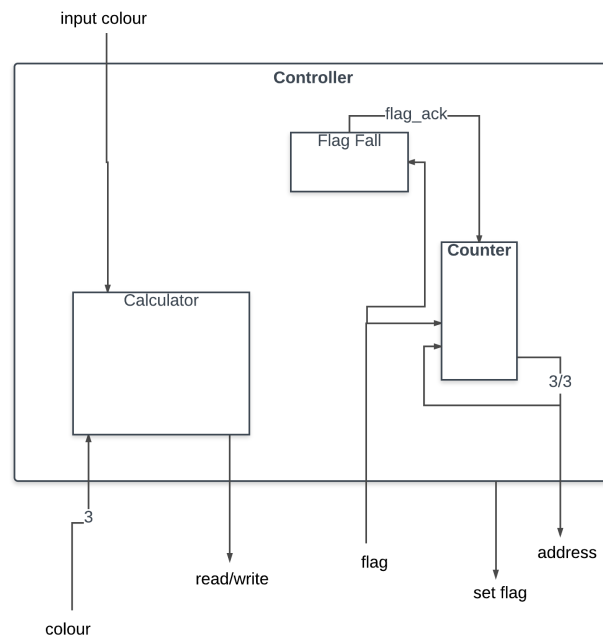 input colour
Controller
flag_ack
Flag Fall
Counter
Calculator
3/3
3
address
flag
read/write
set flag
colour